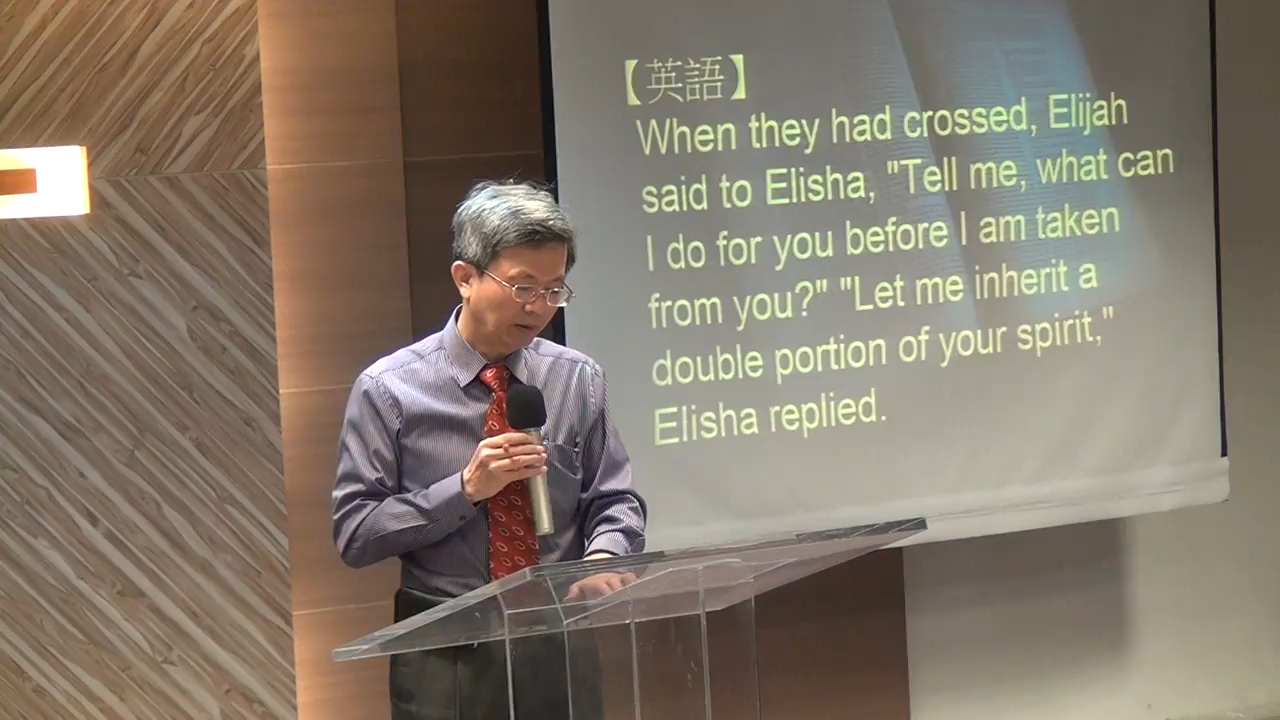 【英語】
When they had crossed, Elijah
said to Elisha, "Tell me, what can
I do for you before I am taken
from you?" "Let me inherit a
double portion of your spirit,"
Elisha replied.